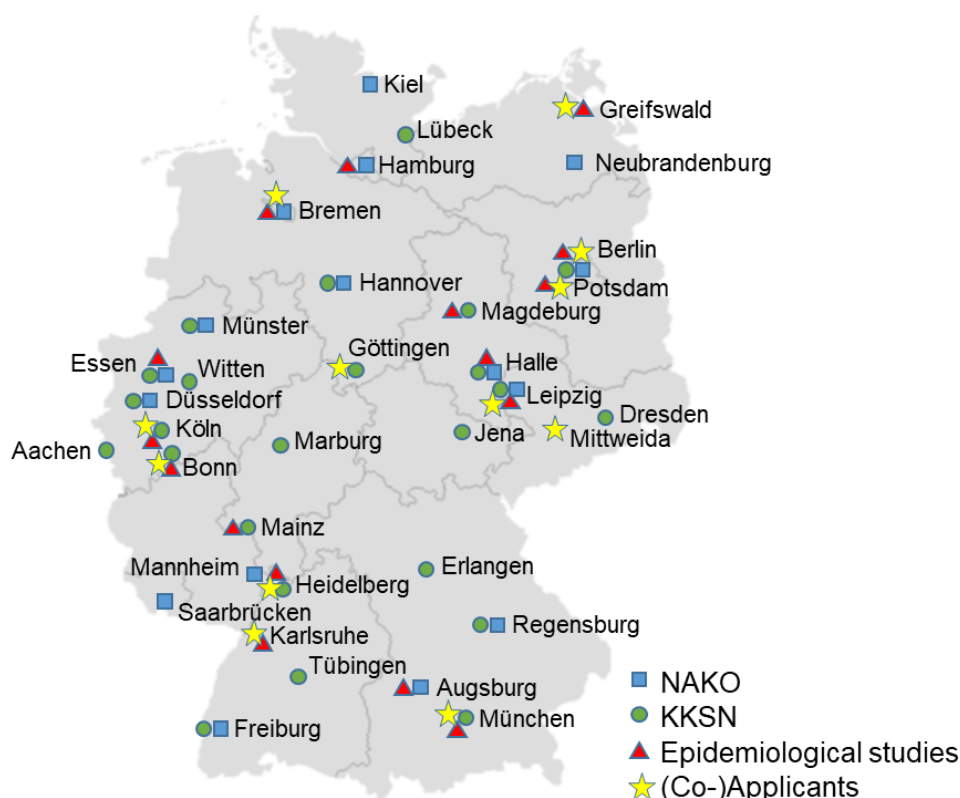 Kiel
Greifswald
Lübeck
Hamburg
Neubrandenburg
Bremen
Berlin
Hannover
Potsdam
Magdeburg
Münster
Göttingen
Essen
Witten
Halle
Düsseldorf
Leipzig
Köln
Dresden
Aachen
Marburg
Jena
Mittweida
Bonn
Mainz
Mannheim
Erlangen
Heidelberg
Saarbrücken
Regensburg
Karlsruhe
Tübingen
Augsburg
München
Freiburg
NAKO
KKSN
Epidemiological studies
(Co-)Applicants